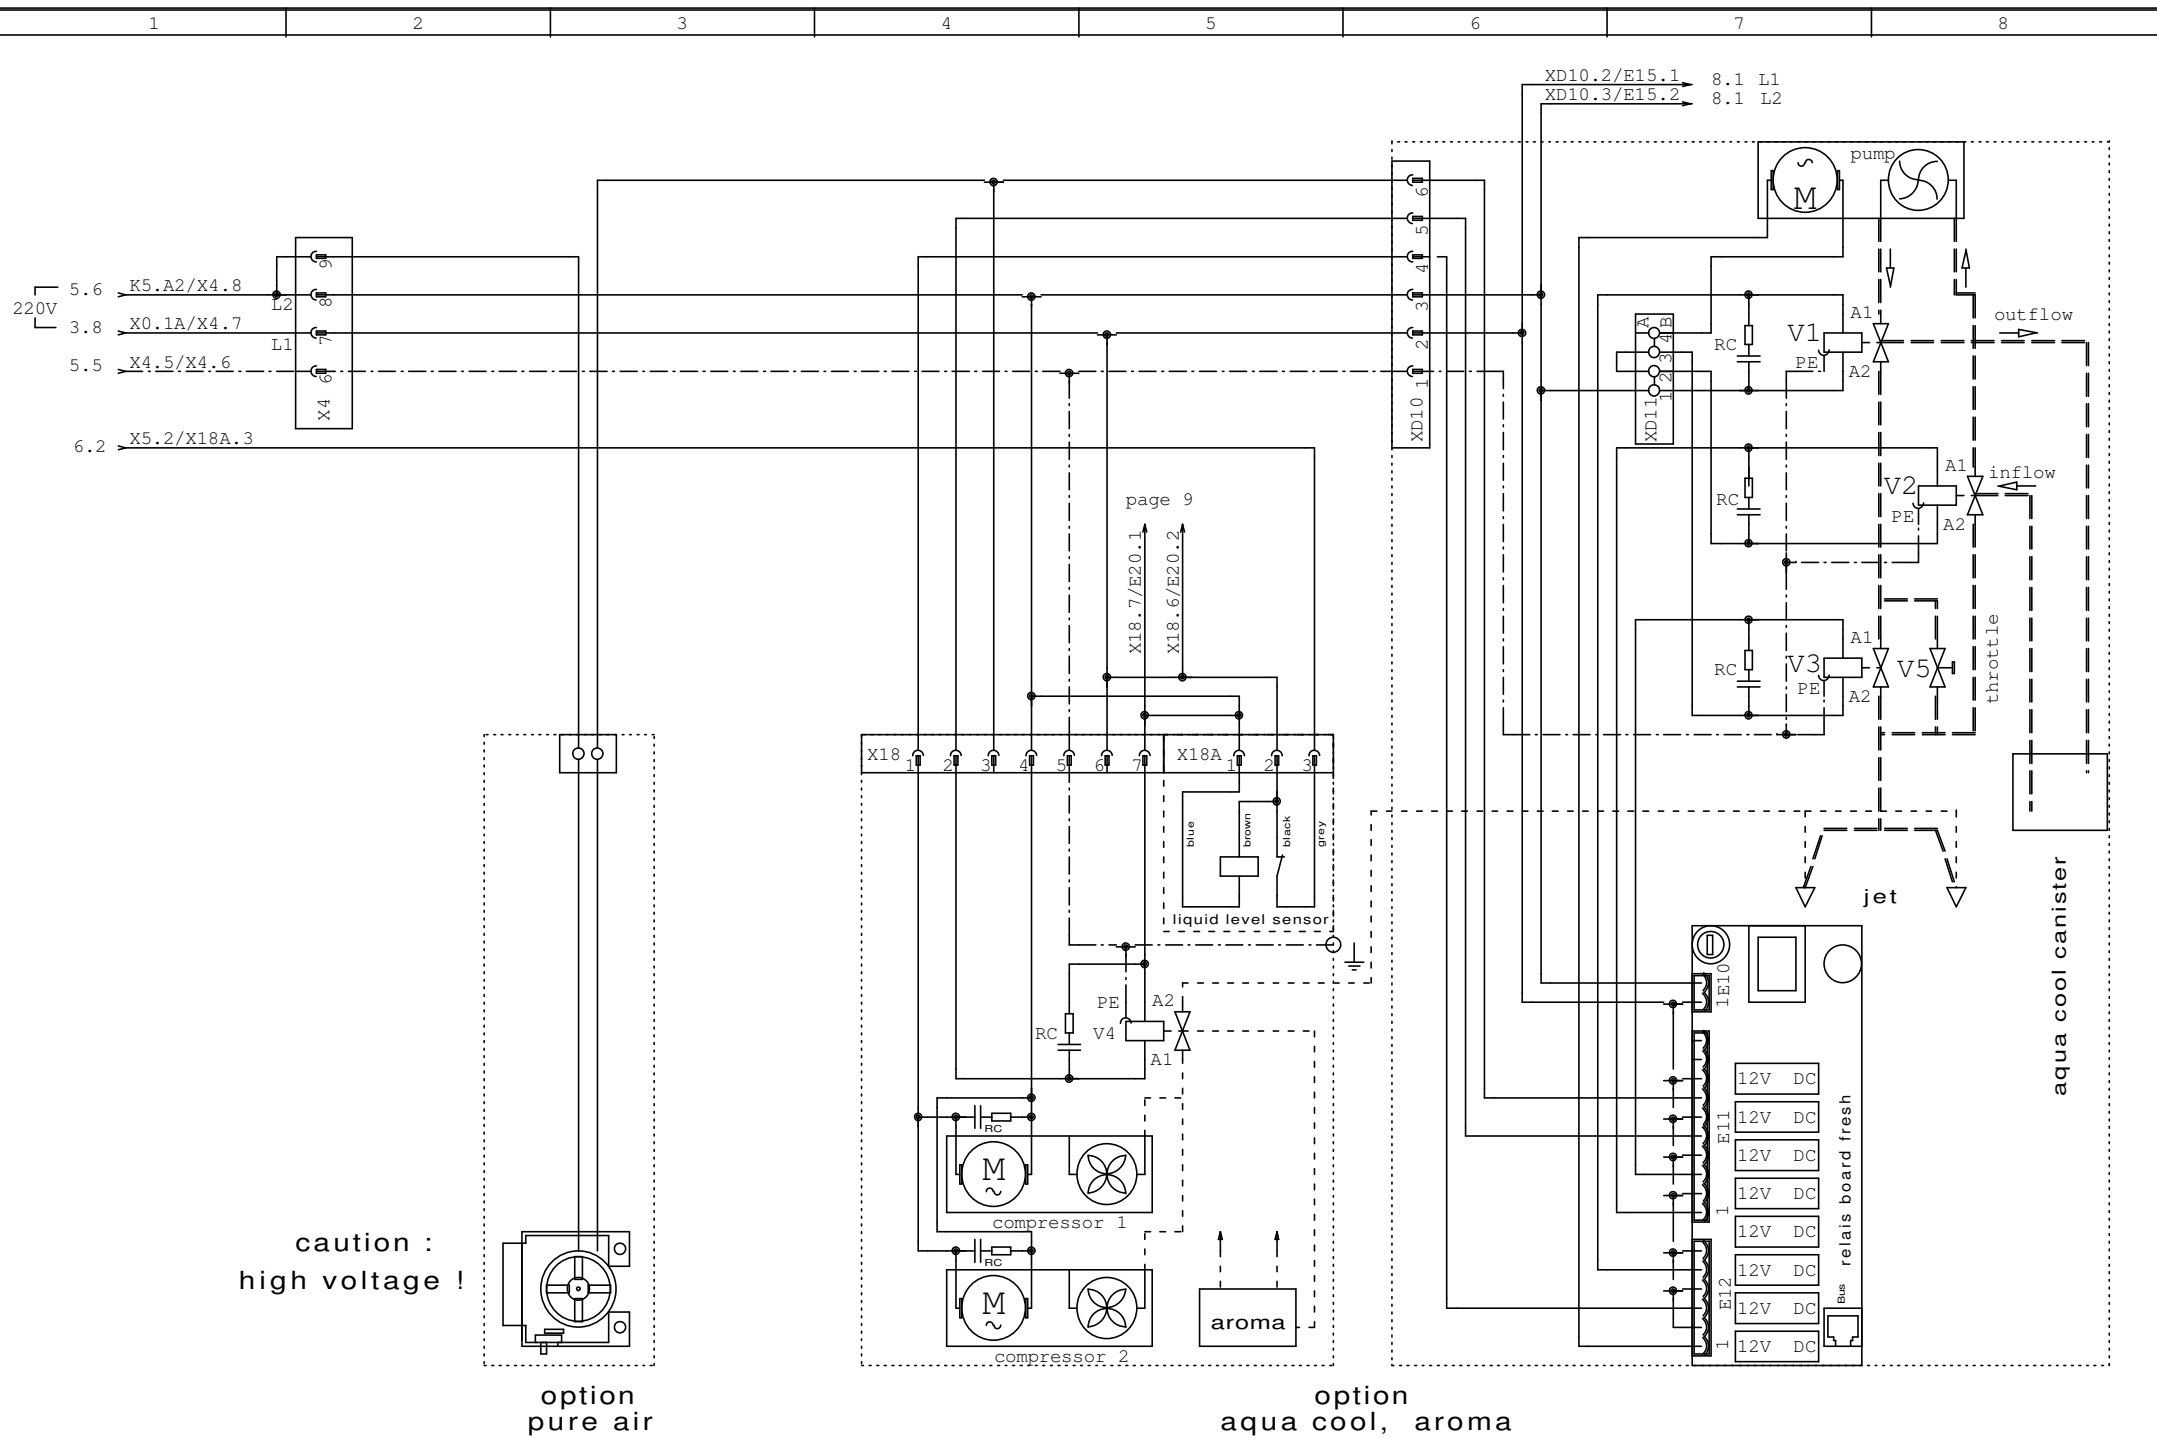 1 2 3 4 5 6 7 8
XD10.2/E15.1 8.1 L1
XD10.3/E15.2 8.1 L2
pump
M
6
5
4
3
2
1
XD10
9
8
7
6
X4
220V
5.6 K5.A2/X4.8
L2
3.8 X0.1A/X4.7
L1
5.5 X4.5/X4.6
6.2 X5.2/X18A.3
A B
4
3
2
1
XD11
RC
V1
A1
PE
A2
outflow
RC
V2
A1
PE
A2
inflow
RC
V3
A1
PE
A2
V5
throttle
page 9
X18.7/E20.1
X18.6/E20.2
X18 1 2 3 4 5 6 7
X18A 1 2 3
blue
brown
black
grey
liquid level sensor
PE A2
RC V4
A1
RC
M
compressor 1
RC
M
compressor 2
aroma
jet
aqua cool canister
1E10
E11
1
E12
1
12V DC
12V DC
12V DC
12V DC
12V DC
12V DC
12V DC
12V DC
Bus
relais board fresh
caution :
high voltage !
option
pure air
option
aqua cool, aroma